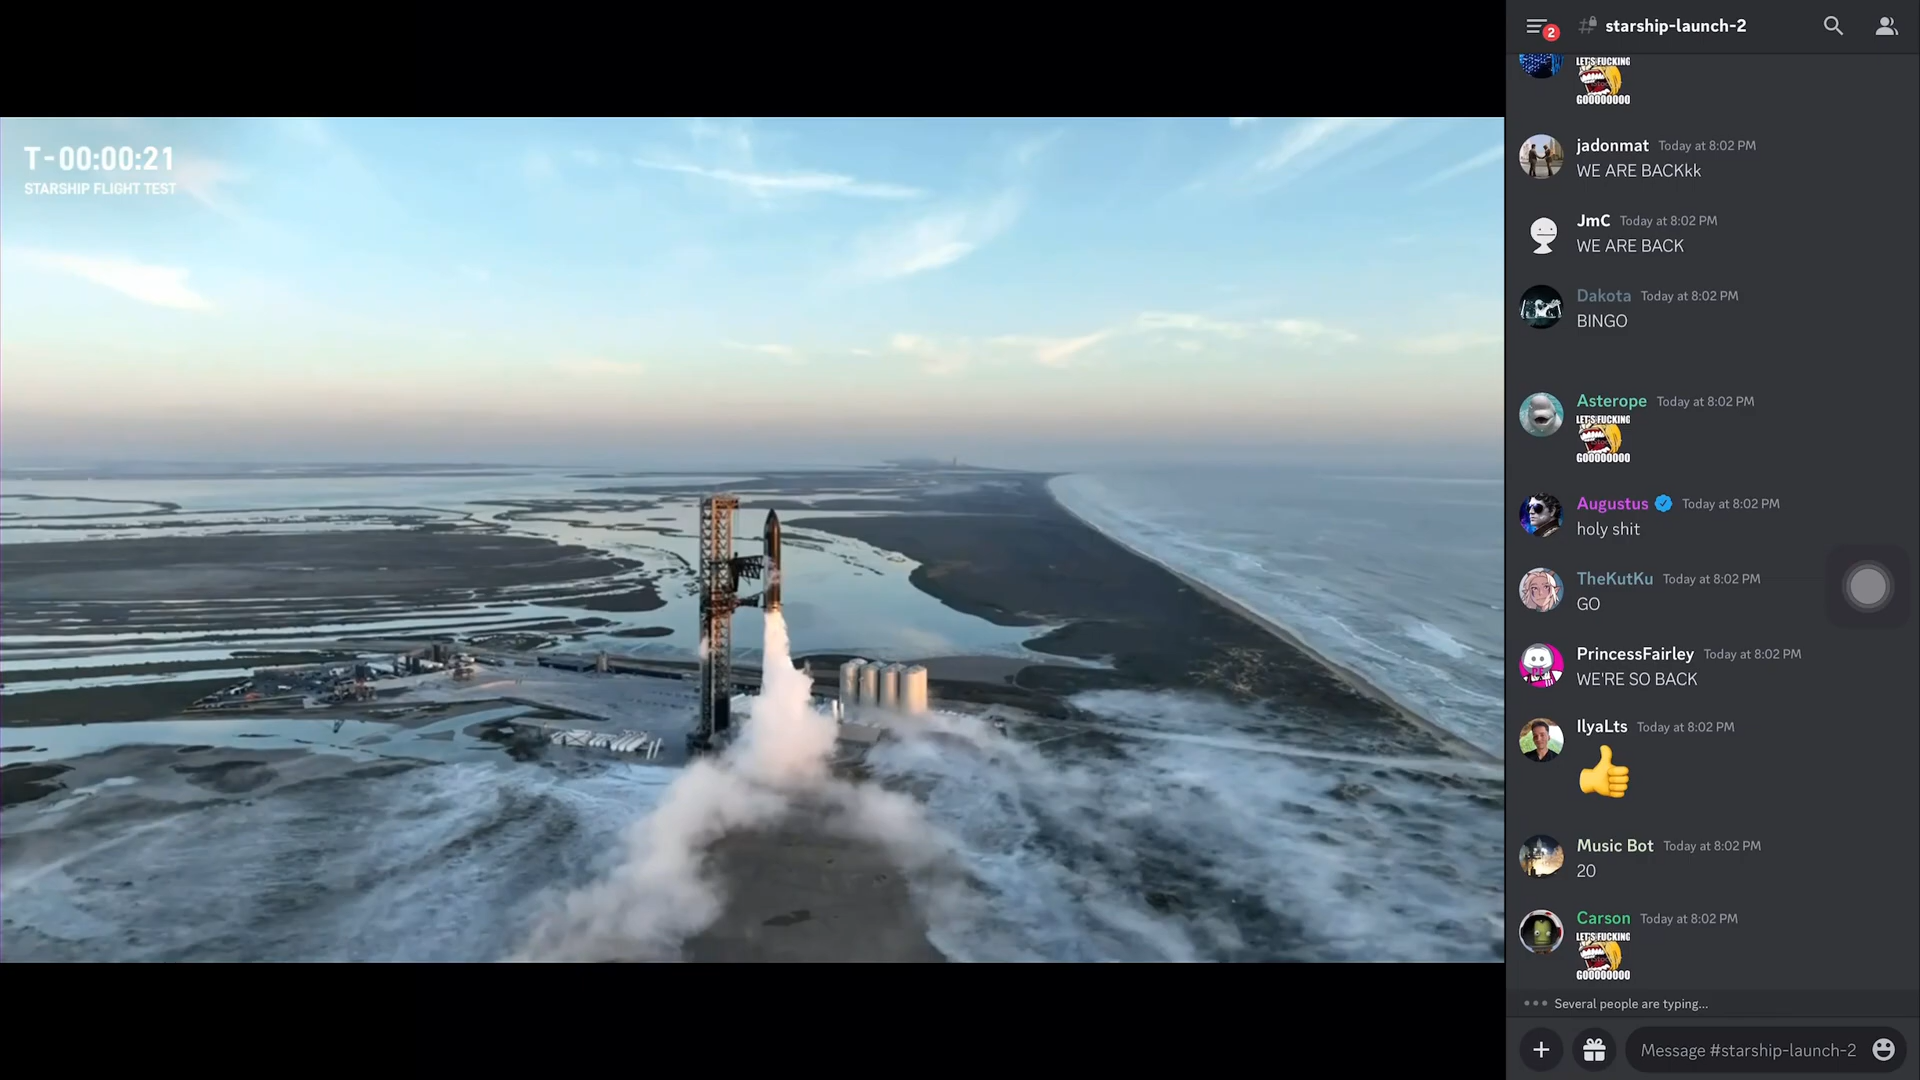 T-00:00:21
STARSHIP FLIGHT TEST
2
starship-launch-2
LET'S FUCKING
GOOOOOOOO
jadonmat Today at 8:02 PM
WE ARE BACKkk
JmC Today at 8:02 PM
WE ARE BACK
Dakota Today at 8:02 PM
BINGO
Asterope Today at 8:02 PM
LET'S FUCKING
GOOOOOOOO
Augustus Today at 8:02 PM
holy shit
TheKutKu Today at 8:02 PM
GO
PrincessFairley Today at 8:02 PM
WE'RE SO BACK
IlyaLts Today at 8:02 PM
Music Bot Today at 8:02 PM
20
Carson Today at 8:02 PM
LET'S FUCKING
GOOOOOOOO
Several people are typing...
Message #starship-launch-2